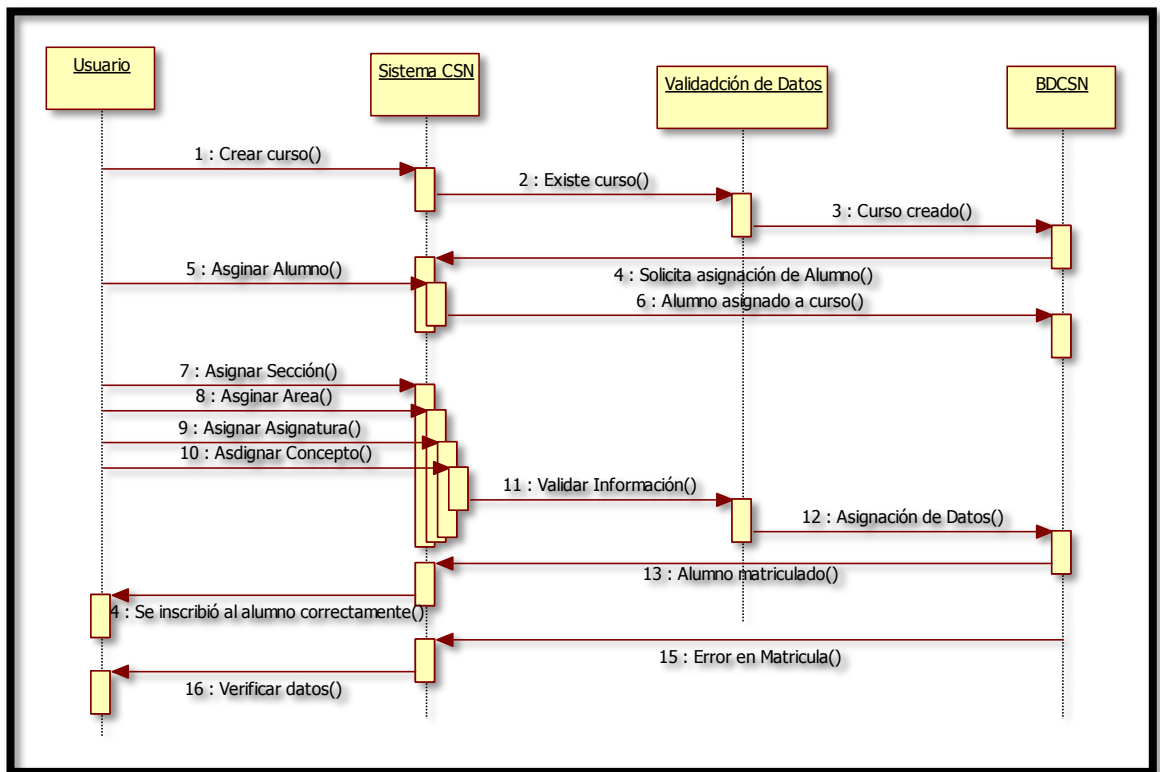 Usuario
Sistema CSN
Validadción de Datos
BDCSN
1 : Crear curso()
2 : Existe curso()
3 : Curso creado()
4 : Solicita asignación de Alumno()
5 : Asginar Alumno()
6 : Alumno asignado a curso()
7 : Asignar Sección()
8 : Asginar Area()
9 : Asignar Asignatura()
10 : Asdignar Concepto()
11 : Validar Información()
12 : Asignación de Datos()
13 : Alumno matriculado()
4 : Se inscribió al alumno correctamente()
15 : Error en Matricula()
16 : Verificar datos()